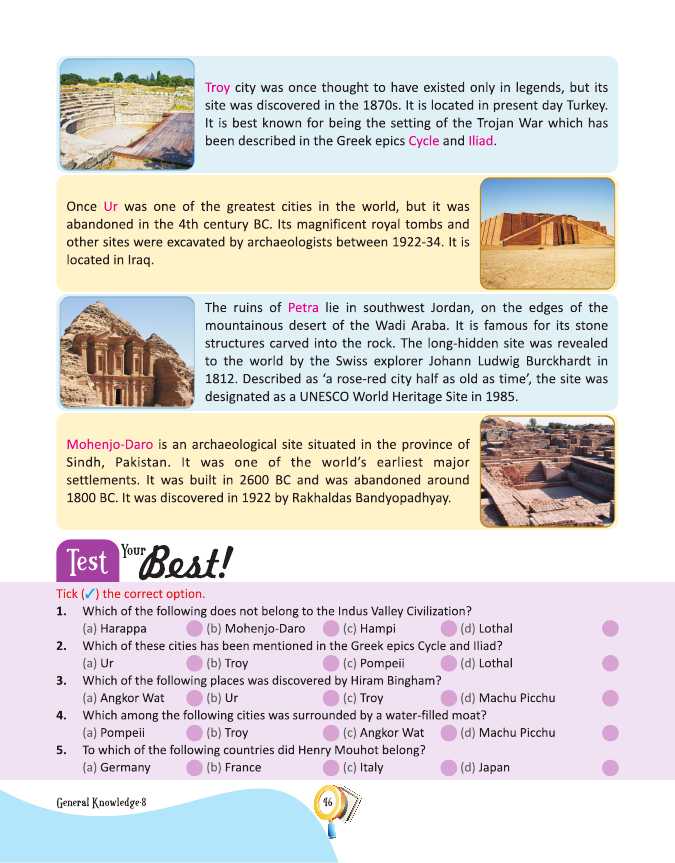 Troy city was once thought to have existed only in legends, but its
site was discovered in the 1870s. It is located in present day Turkey.
It is best known for being the setting of the Trojan War which has
been described in the Greek epics Cycle and Iliad.
Once Ur was one of the greatest cities in the world, but it was
abandoned in the 4th century BC. Its magnificent royal tombs and
other sites were excavated by archaeologists between 1922-34. It is
located in Iraq.
The ruins of Petra lie in southwest Jordan, on the edges of the
mountainous desert of the Wadi Araba. It is famous for its stone
structures carved into the rock. The long-hidden site was revealed
to the world by the Swiss explorer Johann Ludwig Burckhardt in
1812. Described as ‘a rose-red city half as old as time’, the site was
designated as a UNESCO World Heritage Site in 1985.
Mohenjo-Daro is an archaeological site situated in the province of
Sindh, Pakistan. It was one of the world’s earliest major
settlements. It was built in 2600 BC and was abandoned around
1800 BC. It was discovered in 1922 by Rakhaldas Bandyopadhyay.
Test Your Best!
Tick (✓) the correct option.
1. Which of the following does not belong to the Indus Valley Civilization?
(a) Harappa (b) Mohenjo-Daro (c) Hampi (d) Lothal
2. Which of these cities has been mentioned in the Greek epics Cycle and Iliad?
(a) Ur (b) Troy (c) Pompeii (d) Lothal
3. Which of the following places was discovered by Hiram Bingham?
(a) Angkor Wat (b) Ur (c) Troy (d) Machu Picchu
4. Which among the following cities was surrounded by a water-filled moat?
(a) Pompeii (b) Troy (c) Angkor Wat (d) Machu Picchu
5. To which of the following countries did Henry Mouhot belong?
(a) Germany (b) France (c) Italy (d) Japan
General Knowledge-8 46